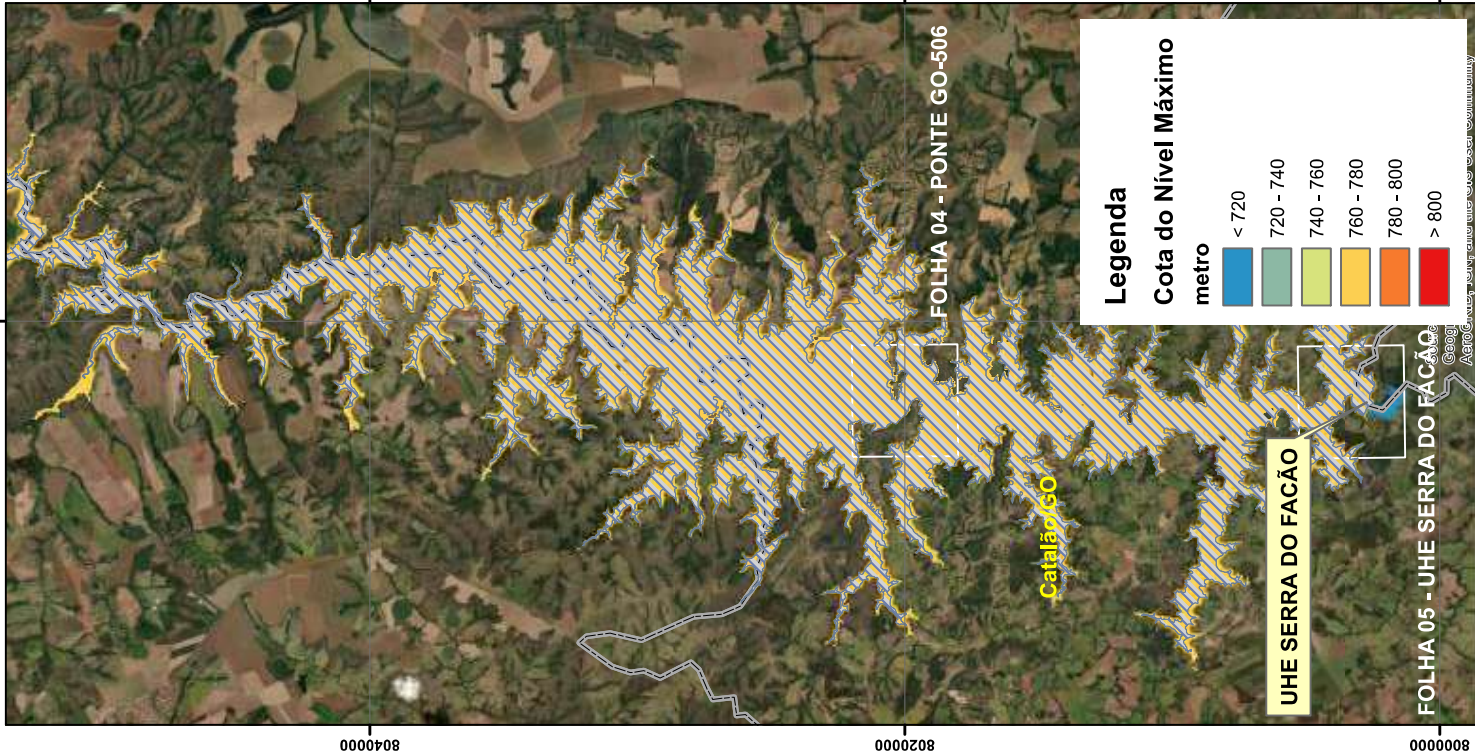 FOLHA 04 - PONTE GO-506
Catalão/GO
UHE SERRA DO FACÃO
FOLHA 05 - UHE SERRA DO FACÃO
Legenda
Cota do Nível Máximo
metro
< 720
720 - 740
740 - 760
760 - 780
780 - 800
> 800
8040000
8020000
8000000